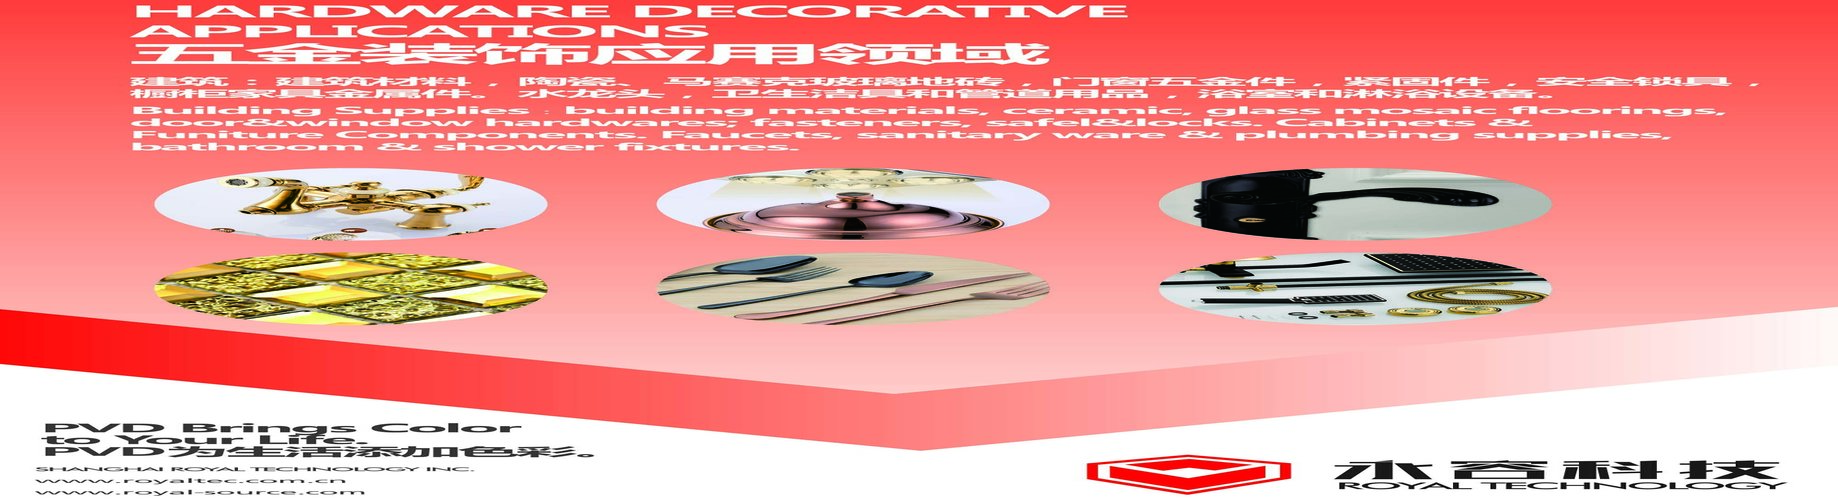 HARDWARE DECORATIVE
APPLICATIONS
五金装饰应用领域
建筑：建筑材料，陶瓷、马赛克玻璃地砖，门窗五金件，紧固件，安全锁具，
橱柜家具金属件。水龙头，卫生洁具和管道用品，浴室和淋浴设备。
Building Supplies : building materials, ceramic, glass mosaic floorings,
door&window hardwares; fasteners, safel&locks. Cabinets &
Funiture Components. Faucets, sanitary ware & plumbing supplies,
bathroom & shower fixtures.
PVD Brings Color
to Your Life.
PVD为生活添加色彩。
SHANGHAI ROYAL TECHNOLOGY INC.
www.royaltec.com.cn
www.royal-source.com
木容科技
ROYAL TECHNOLOGY